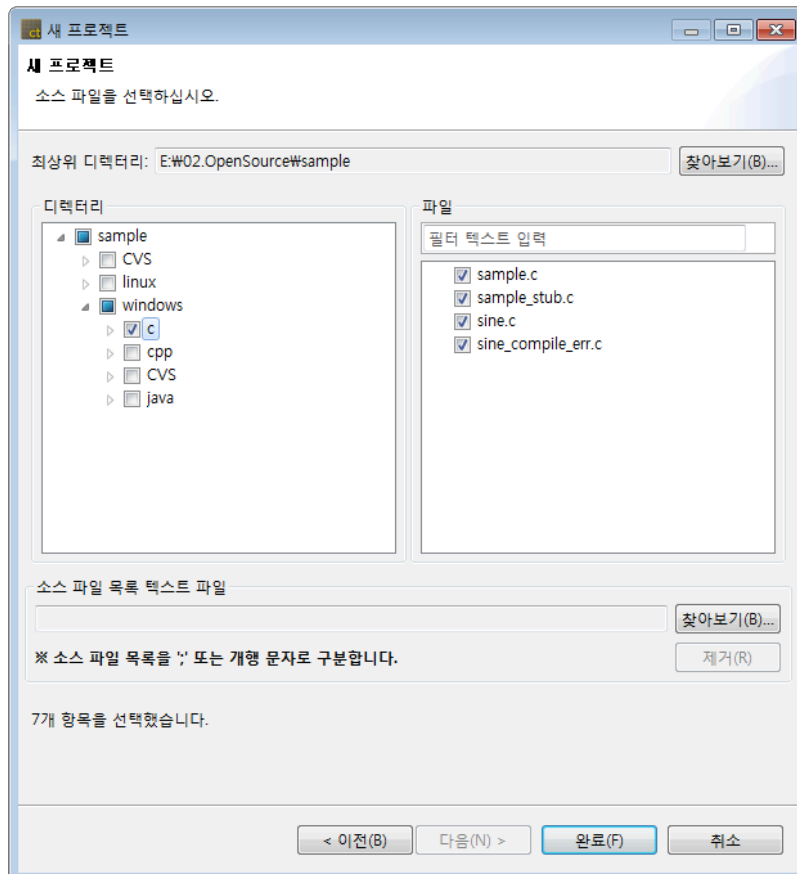 ct 새 프로젝트
새 프로젝트
소스 파일을 선택하십시오.
최상위 디렉터리: E:₩02.OpenSource₩sample 찾아보기(B)...
디렉터리
sample
CVS
linux
windows
c
cpp
CVS
java
파일
필터 텍스트 입력
sample.c
sample_stub.c
sine.c
sine_compile_err.c
소스 파일 목록 텍스트 파일
찾아보기(B)...
※ 소스 파일 목록을 ';' 또는 개행 문자로 구분합니다.
제거(R)
7개 항목을 선택했습니다.
< 이전(B) 다음(N) > 완료(F) 취소